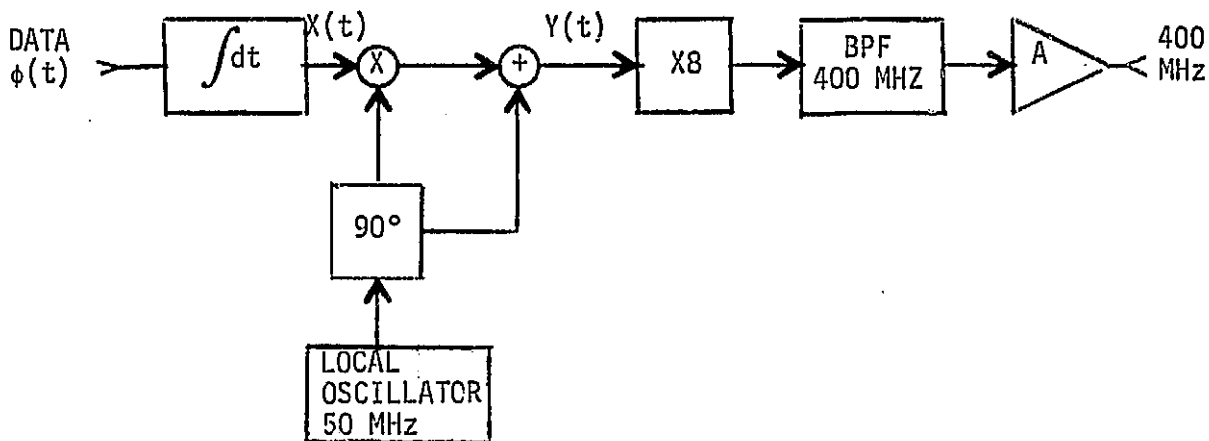 DATA
φ(t)
∫dt
X(t)
X
+
Y(t)
X8
BPF
400 MHZ
A
400
MHz
90°
LOCAL
OSCILLATOR
50 MHz